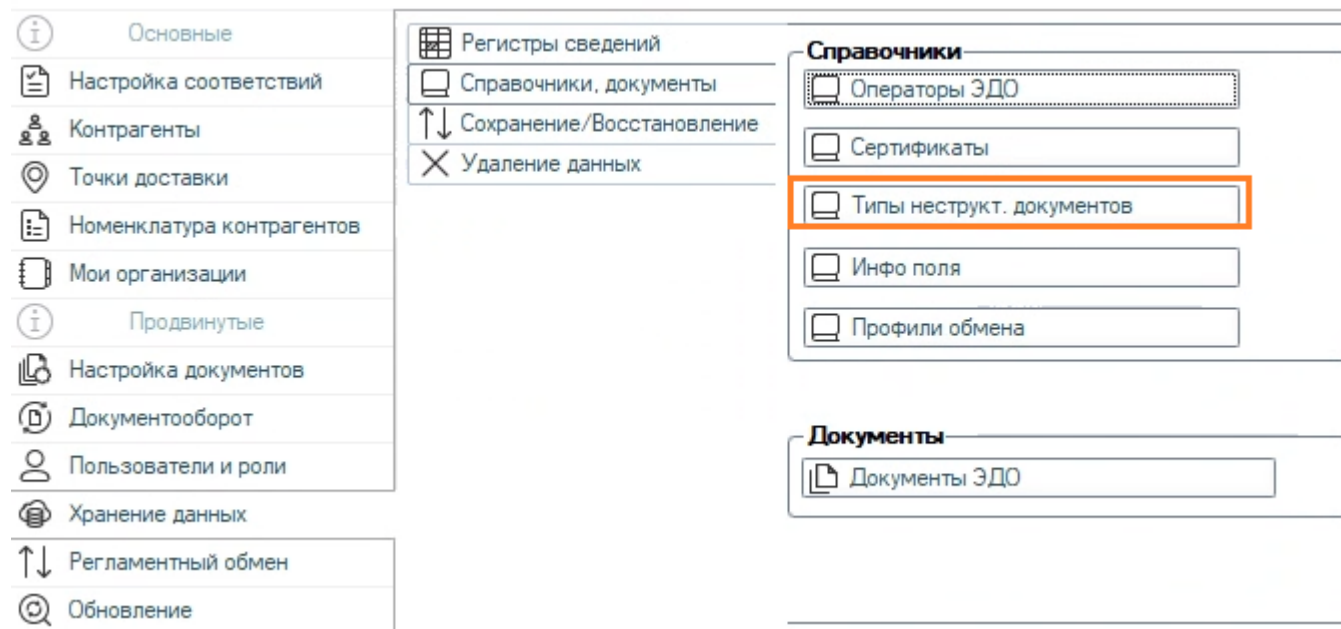 Основные
Настройка соответствий
Контрагенты
Точки доставки
Номенклатура контрагентов
Мои организации
Продвинутые
Настройка документов
Документооборот
Пользователи и роли
Хранение данных
Регламентный обмен
Обновление
Регистры сведений
Справочники, документы
Сохранение/Восстановление
Удаление данных
Справочники
Операторы ЭДО
Сертификаты
Типы неструкт. документов
Инфо поля
Профили обмена
Документы
Документы ЭДО